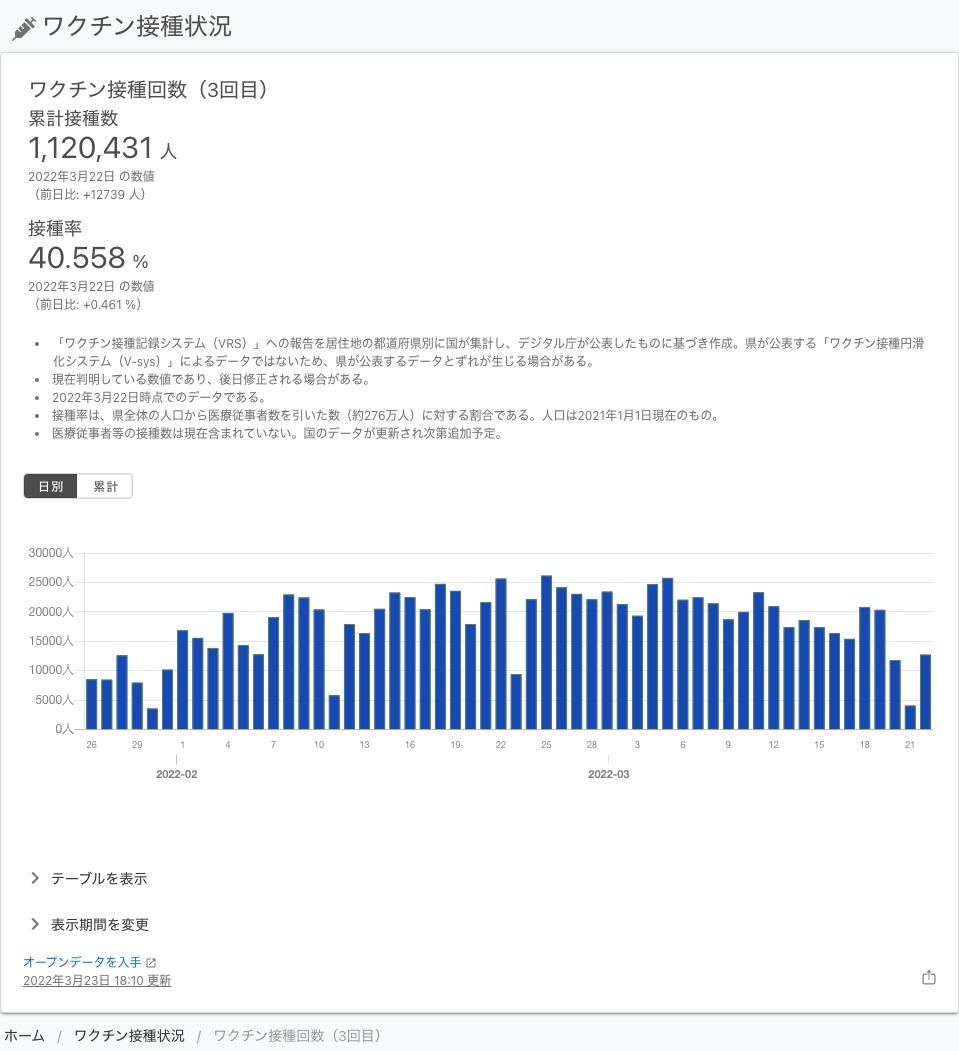 ワクチン接種状況
ワクチン接種回数（3回目）
累計接種数
1,120,431 人
2022年3月22日 の数値
（前日比: +12739 人）
接種率
40.558 %
2022年3月22日 の数値
（前日比: +0.461 %）
「ワクチン接種記録システム（VRS）」への報告を居住地の都道府県別に国が集計し、デジタル庁が公表したものに基づき作成。県が公表する「ワクチン接種円滑
化システム（V-sys）」によるデータではないため、県が公表するデータとずれが生じる場合がある。
現在判明している数値であり、後日修正される場合がある。
2022年3月22日時点でのデータである。
接種率は、県全体の人口から医療従事者数を引いた数（約276万人）に対する割合である。人口は2021年1月1日現在のもの。
医療従事者等の接種数は現在含まれていない。国のデータが更新され次第追加予定。
日別 累計
30000人
25000人
20000人
15000人
10000人
5000人
0人
26 29 1 4 7 10 13 16 19 22 25 28 3 6 9 12 15 18 21
2022-02 2022-03
テーブルを表示
表示期間を変更
オープンデータを入手
2022年3月23日 18:10 更新
ホーム / ワクチン接種状況 / ワクチン接種回数（3回目）